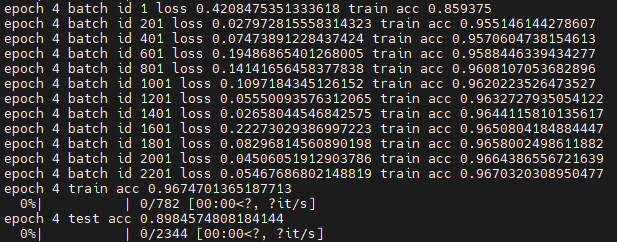 epoch 4 batch id 1 loss 0.4208475351333618 train acc 0.859375
epoch 4 batch id 201 loss 0.027972815558314323 train acc 0.955146144278607
epoch 4 batch id 401 loss 0.07473891228437424 train acc 0.9570604738154613
epoch 4 batch id 601 loss 0.19486865401268005 train acc 0.9588446339434277
epoch 4 batch id 801 loss 0.14141656458377838 train acc 0.9608107053682896
epoch 4 batch id 1001 loss 0.1097184345126152 train acc 0.9620223526473527
epoch 4 batch id 1201 loss 0.05550093576312065 train acc 0.9632727935054122
epoch 4 batch id 1401 loss 0.02658044546842575 train acc 0.9644115810135617
epoch 4 batch id 1601 loss 0.22273029386997223 train acc 0.9650804184884447
epoch 4 batch id 1801 loss 0.08296814560890198 train acc 0.9658002498611882
epoch 4 batch id 2001 loss 0.04506051912903786 train acc 0.9664386556721639
epoch 4 batch id 2201 loss 0.05467686802148819 train acc 0.9670320308950477
epoch 4 train acc 0.9674701365187713
0%| | 0/782 [00:00<?, ?it/s]
epoch 4 test acc 0.8984574808184144
0%| | 0/2344 [00:00<?, ?it/s]